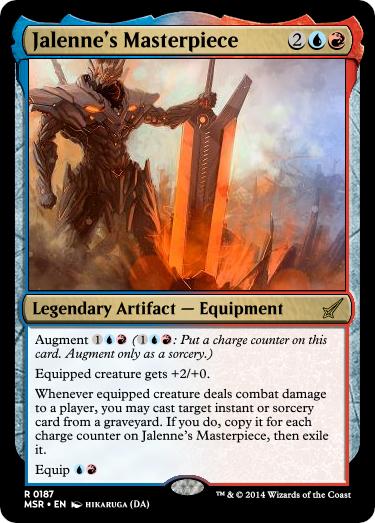 Jalenne's Masterpiece 2
Legendary Artifact — Equipment
Augment 1 (1 : Put a charge counter on this
card. Augment only as a sorcery.)
Equipped creature gets +2/+0.
Whenever equipped creature deals combat damage
to a player, you may cast target instant or sorcery
card from a graveyard. If you do, copy it for each
charge counter on Jalenne's Masterpiece, then exile
it.
Equip
R 0187
MSR • EN HIKARUGA (DA)
™ & © 2014 Wizards of the Coast